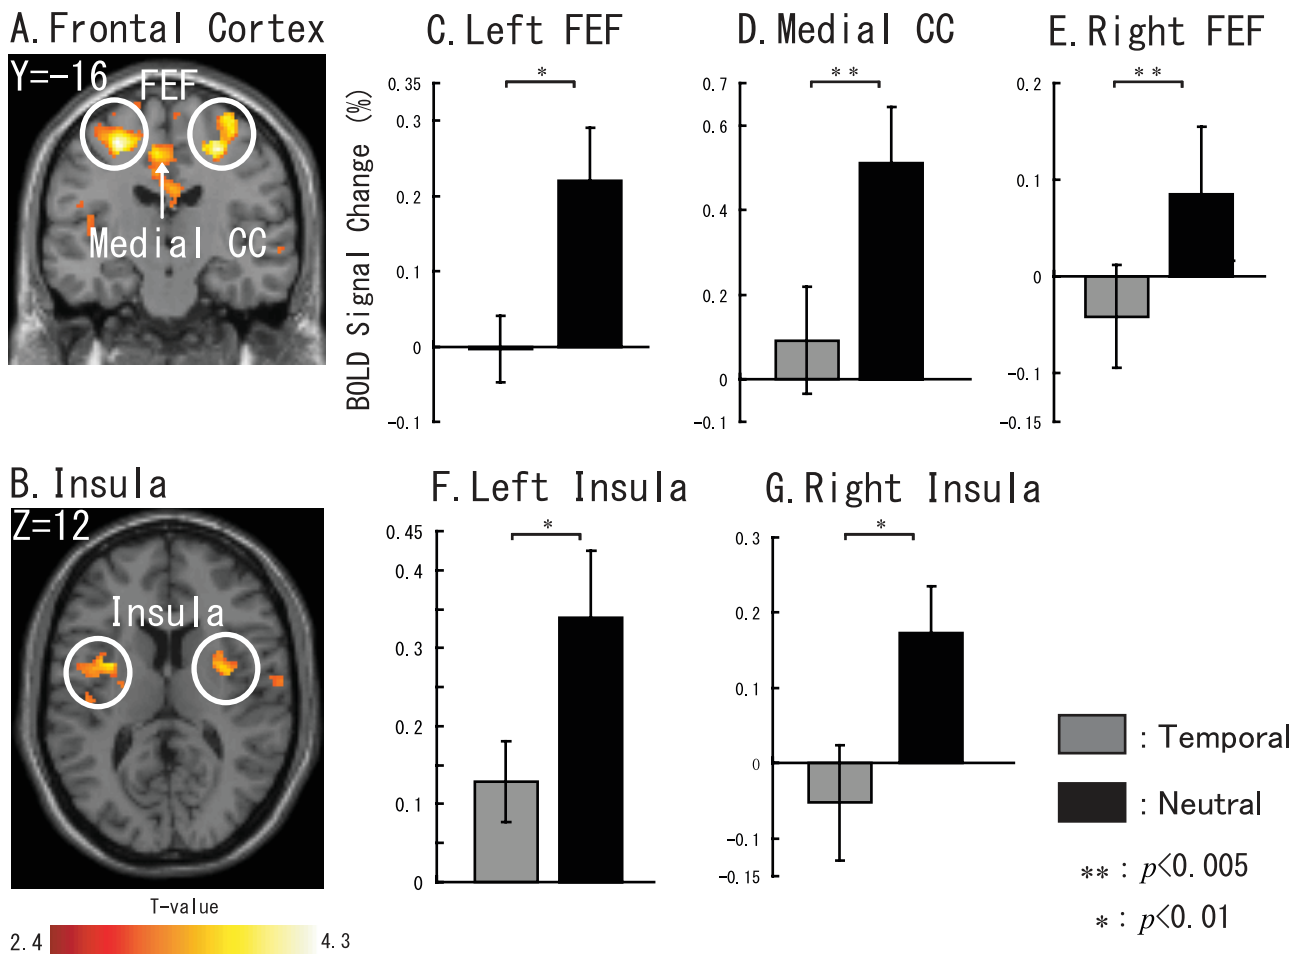 A. Frontal Cortex
Y=-16
FEF
Medial CC
C. Left FEF
*
BOLD Signal Change (%)
0.35
0.3
0.2
0.1
0
-0.1
D. Medial CC
**
0.7
0.6
0.4
0.2
0
-0.1
E. Right FEF
**
0.2
0.1
0
-0.1
-0.15
B. Insula
Z=12
Insula
T-value
2.4
4.3
F. Left Insula
*
0.45
0.4
0.3
0.2
0.1
0
G. Right Insula
*
0.3
0.2
0.1
0
-0.1
-0.15
: Temporal
: Neutral
** : p<0.005
* : p<0.01